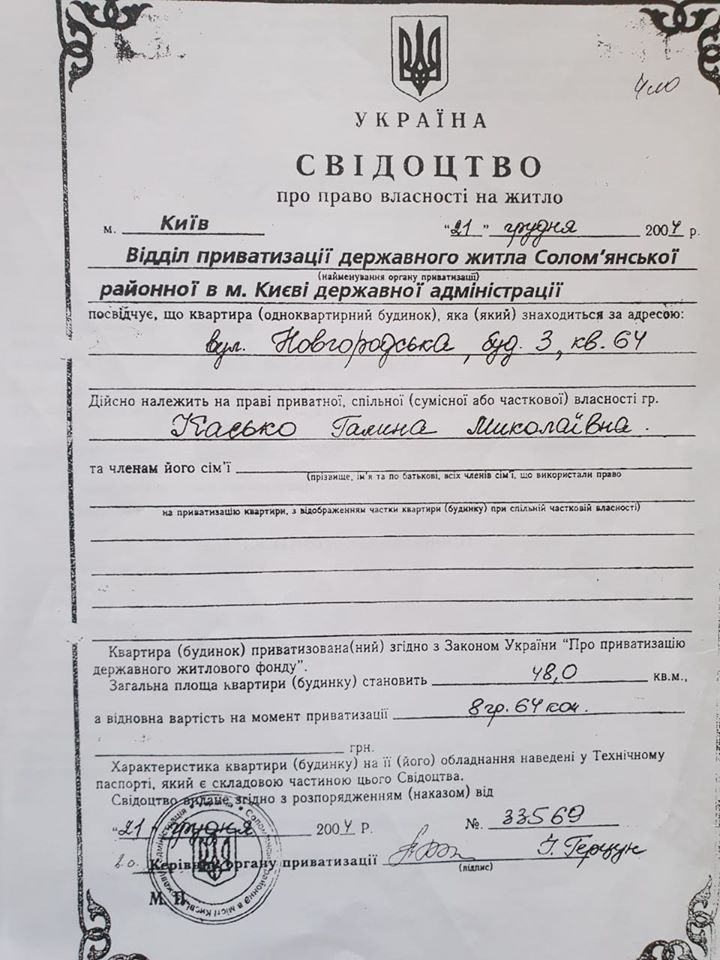 УКРАЇНА
СВІДОЦТВО
про право власності на житло
м. Київ "21" грудня 2004 р.
Відділ приватизації державного житла Солом'янської
(найменування органу приватизації)
районної в м. Києві державної адміністрації
посвідчує, що квартира (одноквартирний будинок), яка (який) знаходиться за адресою:
вул. Новгородська, буд. 3, кв. 64
Дійсно належить на праві приватної, спільної (сумісної або часткової) власності гр.
Касько Галина Миколаївна.
та членам його сім'ї
(прізвище, ім'я та по батькові, всіх членів сім'ї, що використали право
на приватизацію квартири, з відображенням частки квартири (будинку) при спільній частковій власності)
Квартира (будинок) приватизована(ний) згідно з Законом України "Про приватизацію
державного житлового фонду".
Загальна площа квартири (будинку) становить 48,0 кв.м.,
а відновна вартість на момент приватизації 8 гр. 64 коп.
грн.
Характеристика квартири (будинку) на її (його) обладнання наведені у Технічному
паспорті, який є складовою частиною цього Свідоцтва.
Свідоцтво видане згідно з розпорядженням (наказом) від
"21" грудня 2004 Р. №. 33569
в.о. Керівник органу приватизації
(підпис)
М. П.